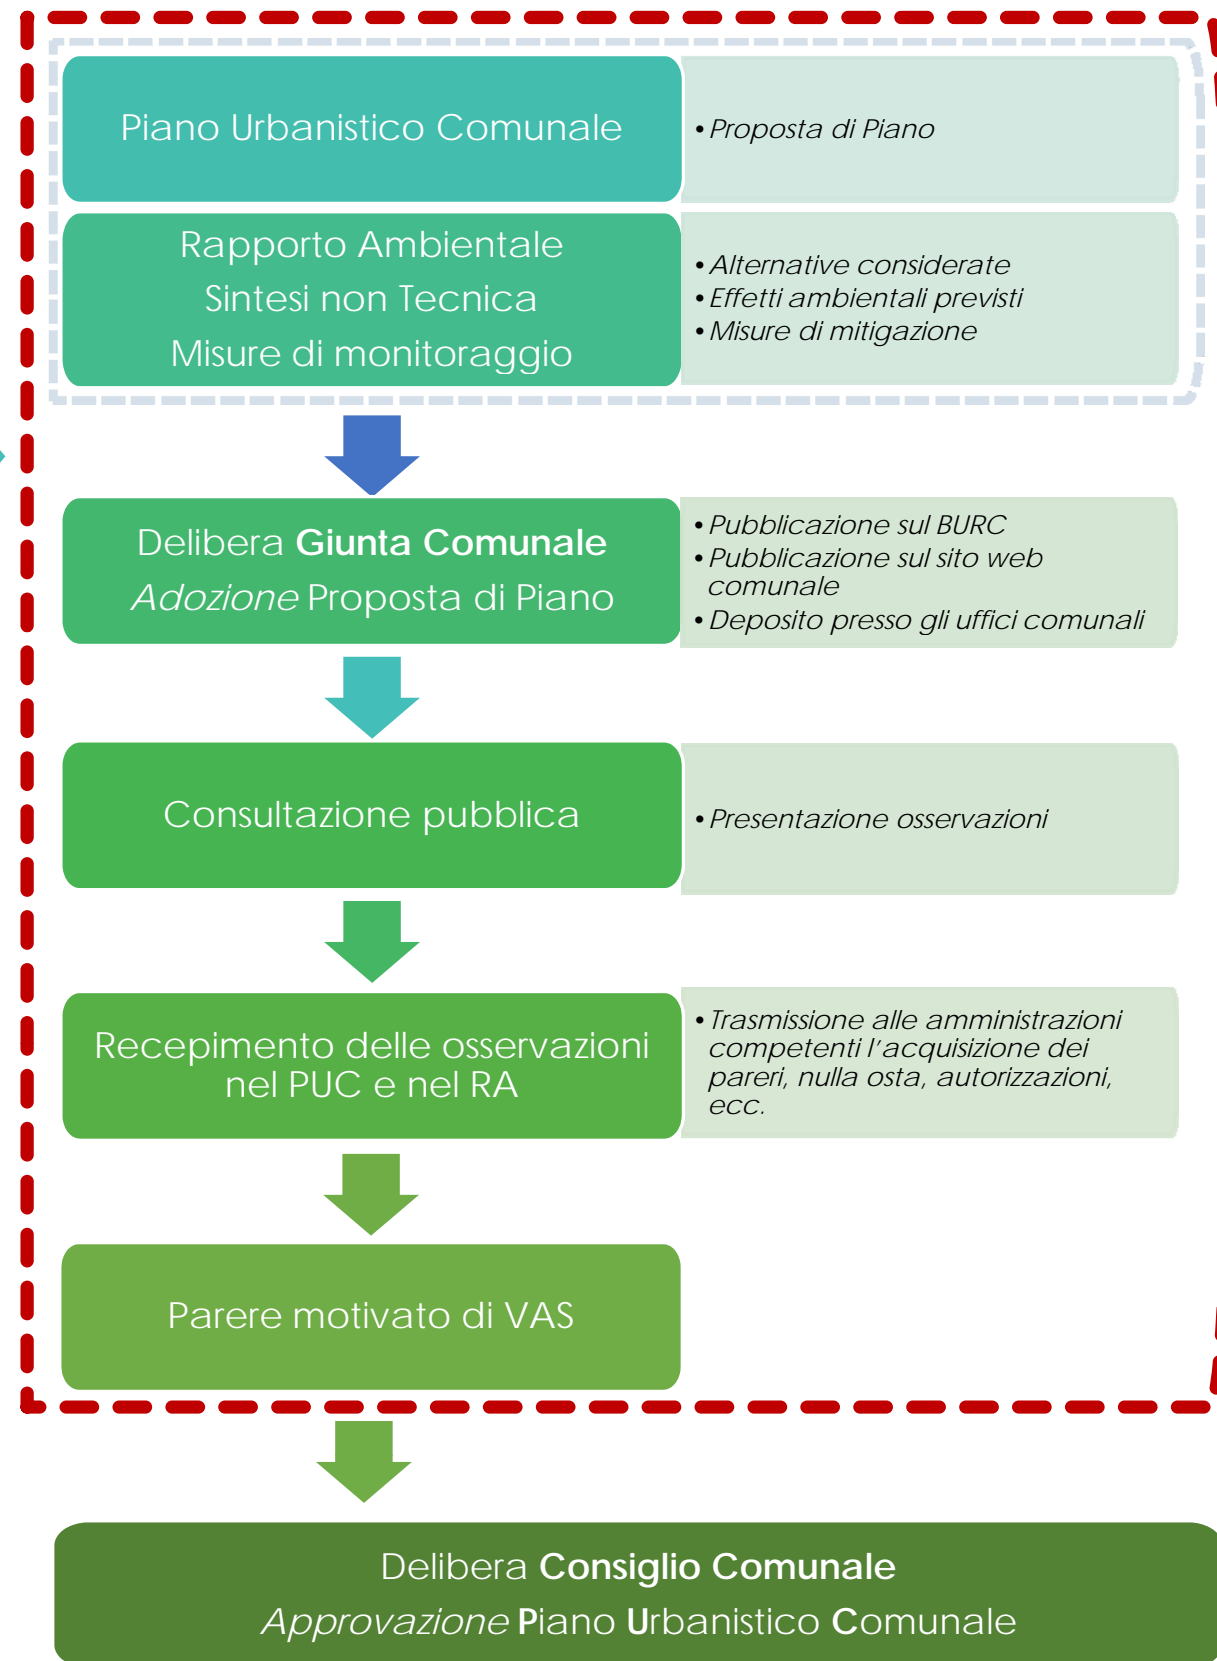 Piano Urbanistico Comunale
• Proposta di Piano
Rapporto Ambientale
Sintesi non Tecnica
Misure di monitoraggio
• Alternative considerate
• Effetti ambientali previsti
• Misure di mitigazione
Delibera Giunta Comunale
Adozione Proposta di Piano
• Pubblicazione sul BURC
• Pubblicazione sul sito web
comunale
• Deposito presso gli uffici comunali
Consultazione pubblica
• Presentazione osservazioni
Recepimento delle osservazioni
nel PUC e nel RA
• Trasmissione alle amministrazioni
competenti l’acquisizione dei
pareri, nulla osta, autorizzazioni,
ecc.
Parere motivato di VAS
Delibera Consiglio Comunale
Approvazione Piano Urbanistico Comunale